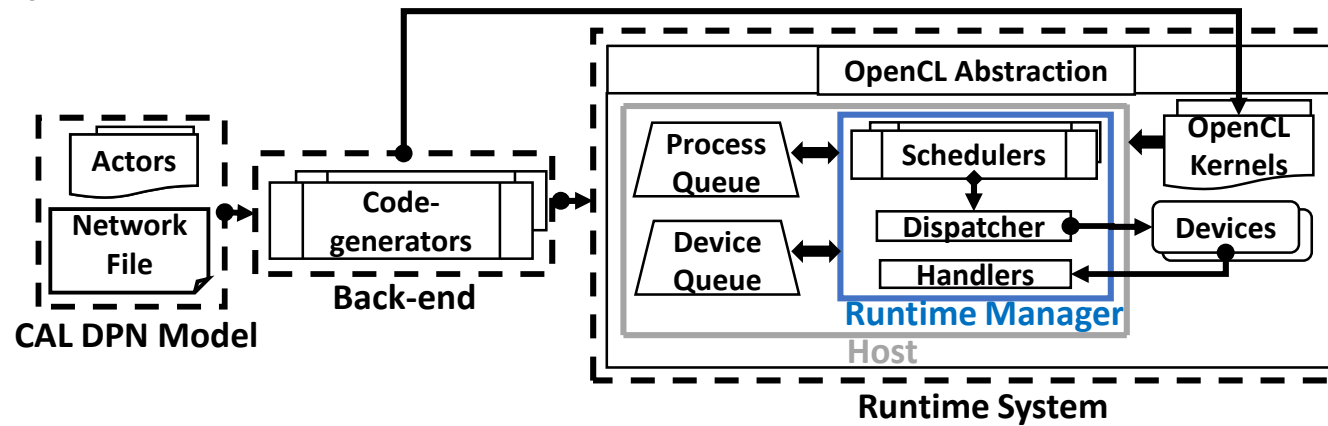 Actors
Network
File
CAL DPN Model
Code-
generators
Back-end
OpenCL Abstraction
Process
Queue
Device
Queue
Schedulers
Dispatcher
Handlers
Runtime Manager
Host
OpenCL
Kernels
Devices
Runtime System